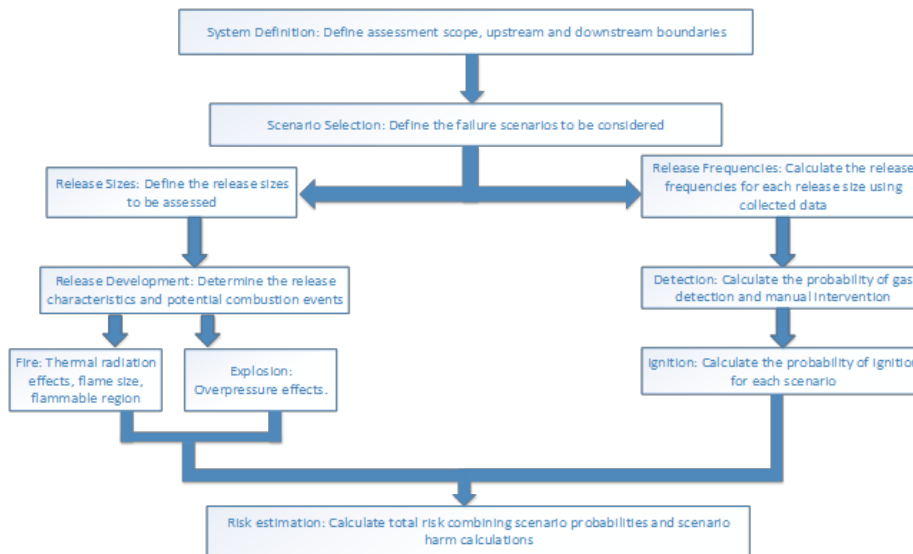 System Definition: Define assessment scope, upstream and downstream boundaries
Scenario Selection: Define the failure scenarios to be considered
Release Sizes: Define the release sizes
to be assessed
Release Frequencies: Calculate the release
frequencies for each release size using
collected data
Release Development: Determine the release
characteristics and potential combustion events
Detection: Calculate the probability of gas
detection and manual intervention
Fire: Thermal radiation
effects, flame size,
flammable region
Explosion:
Overpressure effects.
Ignition: Calculate the probability of ignition
for each scenario
Risk estimation: Calculate total risk combining scenario probabilities and scenario
harm calculations